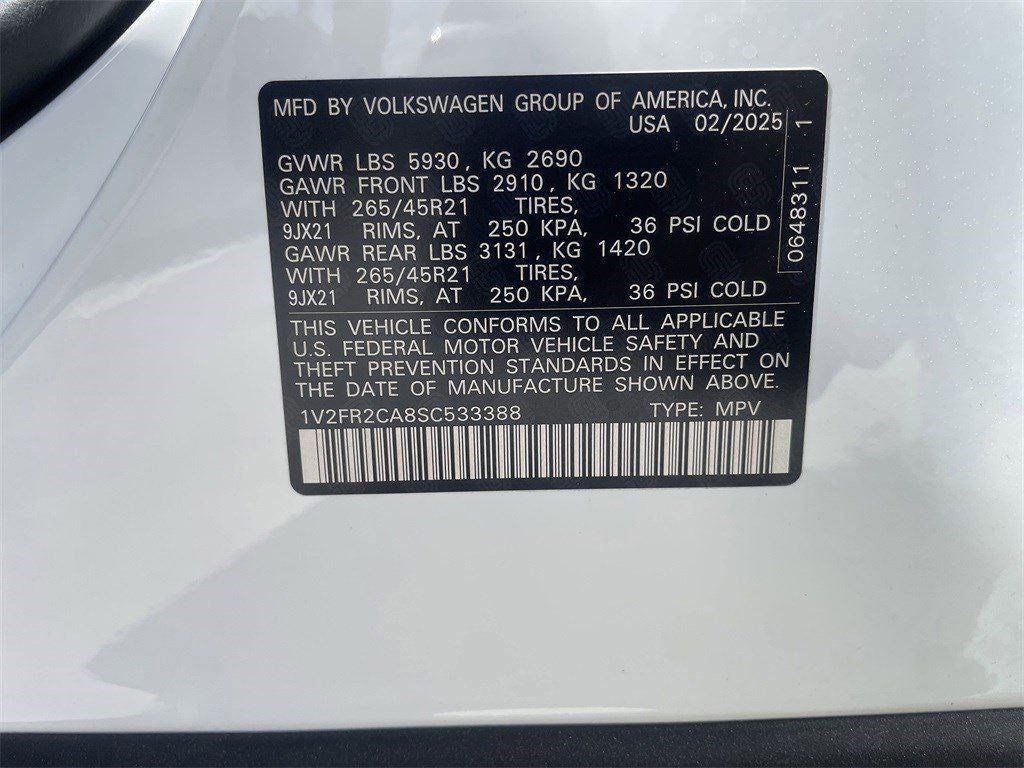 MFD BY VOLKSWAGEN GROUP OF AMERICA, INC.
USA 02/2025
GVWR LBS 5930, KG 2690
GAWR FRONT LBS 2910, KG 1320
WITH 265/45R21 TIRES,
9JX21 RIMS, AT 250 KPA, 36 PSI COLD
GAWR REAR LBS 3131, KG 1420
WITH 265/45R21 TIRES,
9JX21 RIMS, AT 250 KPA, 36 PSI COLD
THIS VEHICLE CONFORMS TO ALL APPLICABLE
U.S. FEDERAL MOTOR VEHICLE SAFETY AND
THEFT PREVENTION STANDARDS IN EFFECT ON
THE DATE OF MANUFACTURE SHOWN ABOVE.
1V2FR2CA8SC533388 TYPE: MPV
0648311 1